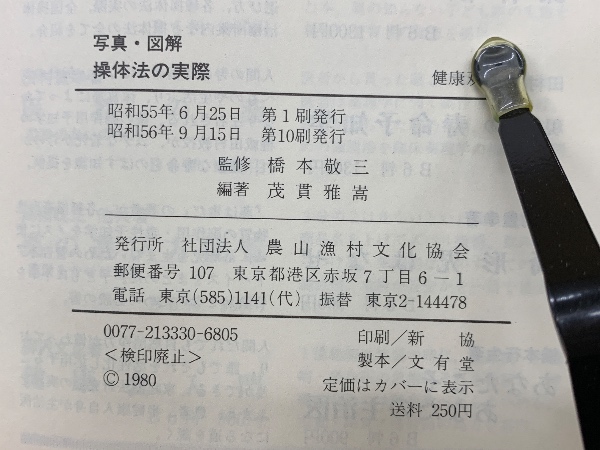 写真・図解
操体法の実際
健康
昭和55年6月25日 第1刷発行
昭和56年9月15日 第10刷発行
監修 橋本敬三
編著 茂貫雅嵩
発行所 社団法人 農山漁村文化協会
郵便番号107 東京都港区赤坂7丁目6-1
電話 東京(585)1141(代) 振替 東京2-144478
0077-213330-6805
<検印廃止>
©1980
印刷/新協
製本/文有堂
定価はカバーに表示
送料 250円